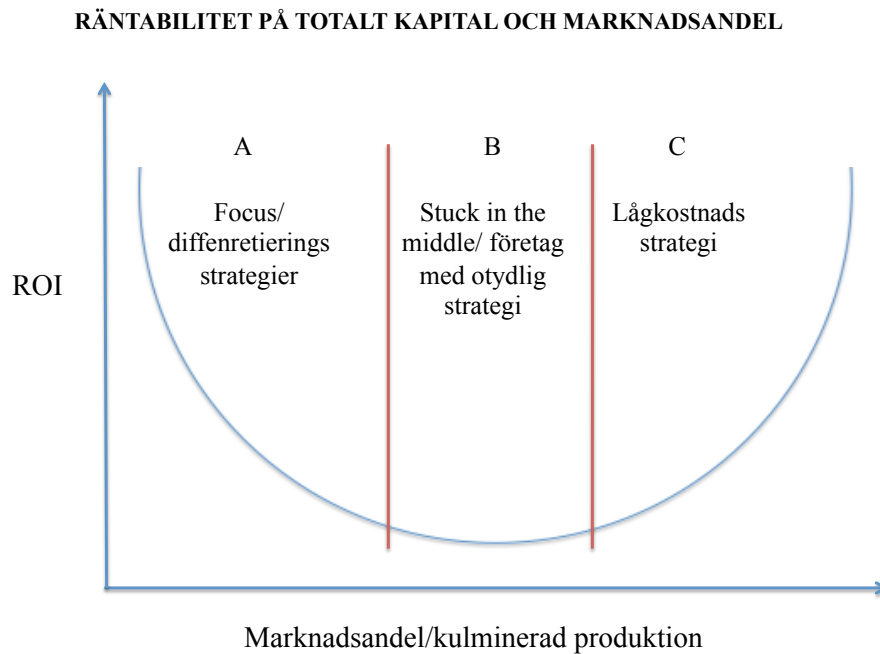 RÄNTABILITET PÅ TOTALT KAPITAL OCH MARKNADSANDEL
A
Focus/
diffenretierings
strategier
B
Stuck in the
middle/ företag
med otydlig
strategi
C
Lågkostnads
strategi
ROI
Marknadsandel/kulminerad produktion